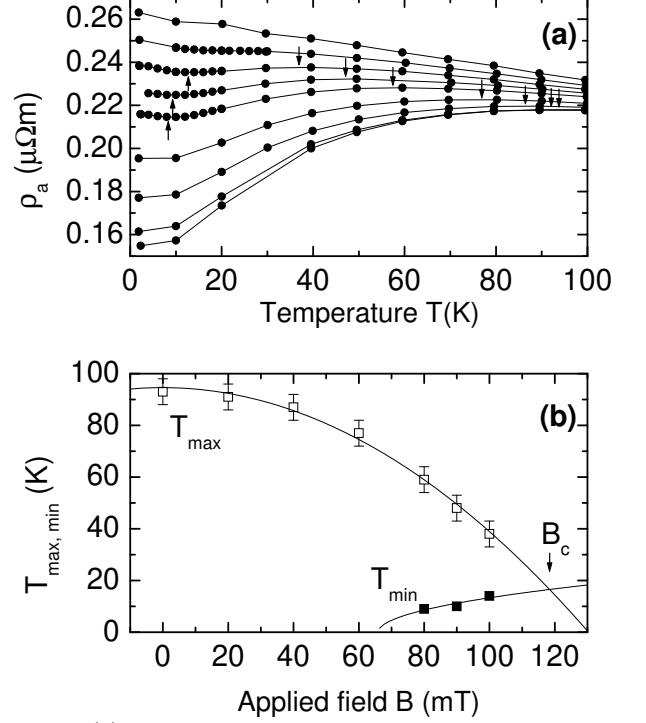 0.26
(a)
0.24
0.22
0.20
0.18
0.16
ρa (μΩm)
0 20 40 60 80 100
Temperature T(K)
100
(b)
80
Tmax
60
40
Bc
20
Tmin
0
Tmax, min (K)
0 20 40 60 80 100 120
Applied field B (mT)